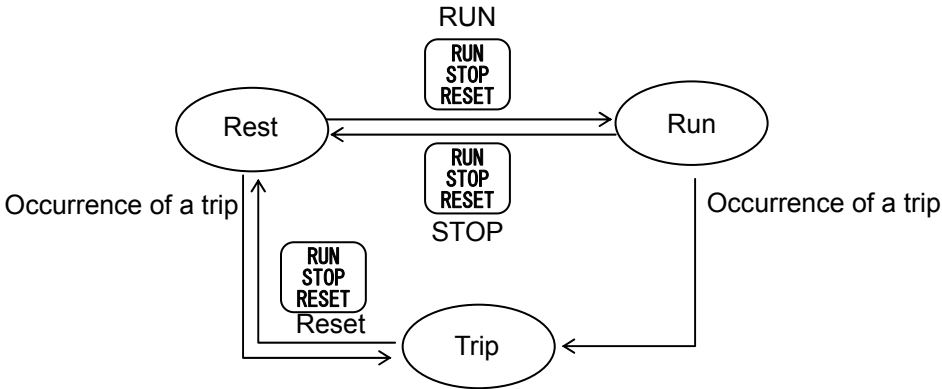 RUN
RUN
STOP
RESET
Rest
Run
RUN
STOP
RESET
STOP
Occurrence of a trip
Occurrence of a trip
RUN
STOP
RESET
Reset
Trip